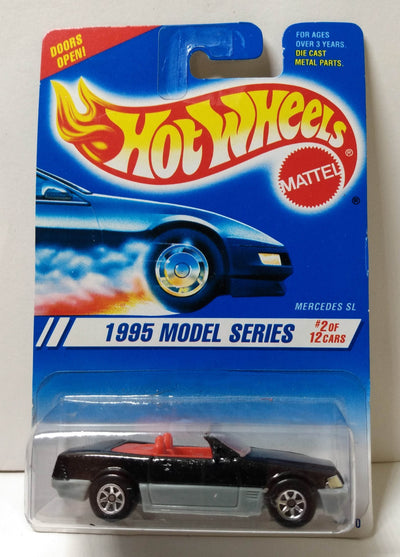 DOORS
OPEN!
FOR AGES
OVER 3 YEARS.
DIE CAST
METAL PARTS.
HOT WHEELS®
MATTEL
®
MERCEDES SL
1995 MODEL SERIES
#2 OF
12 CARS